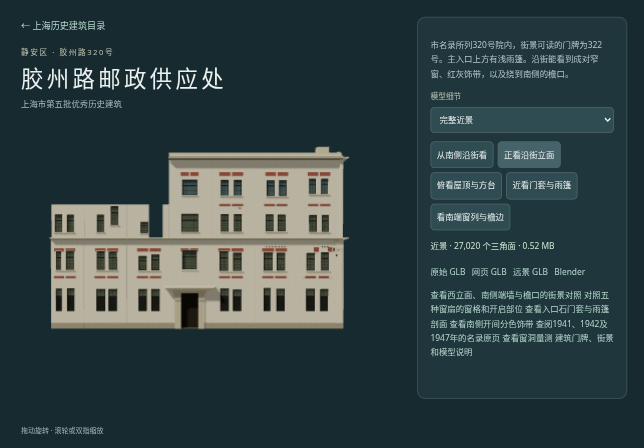 ← 上海历史建筑目录
静安区 · 胶州路320号
胶州路邮政供应处
上海市第五批优秀历史建筑
市名录所列320号院内，街景可读的门牌为322
号。主入口上方有浅雨蓬。沿街能看到成对窄
窗、红灰饰带，以及绕到南侧的檐口。
模型细节
完整近景
从南侧沿街看
正看沿街立面
俯看屋顶与方台
近看门套与雨蓬
看南端窗列与檐边
近景 · 27,020 个三角面 · 0.52 MB
原始 GLB 网页 GLB 远景 GLB Blender
查看西立面、南侧端墙与檐口的街景对照 对照五
种窗扇的窗格和开启部位 查看入口石门套与雨蓬
剖面 查看南侧开间分色饰带 查阅1941、1942及
1947年的名录原页 查看窗洞量测 建筑门牌、街景
和模型说明
拖动旋转 · 滚轮或双指缩放